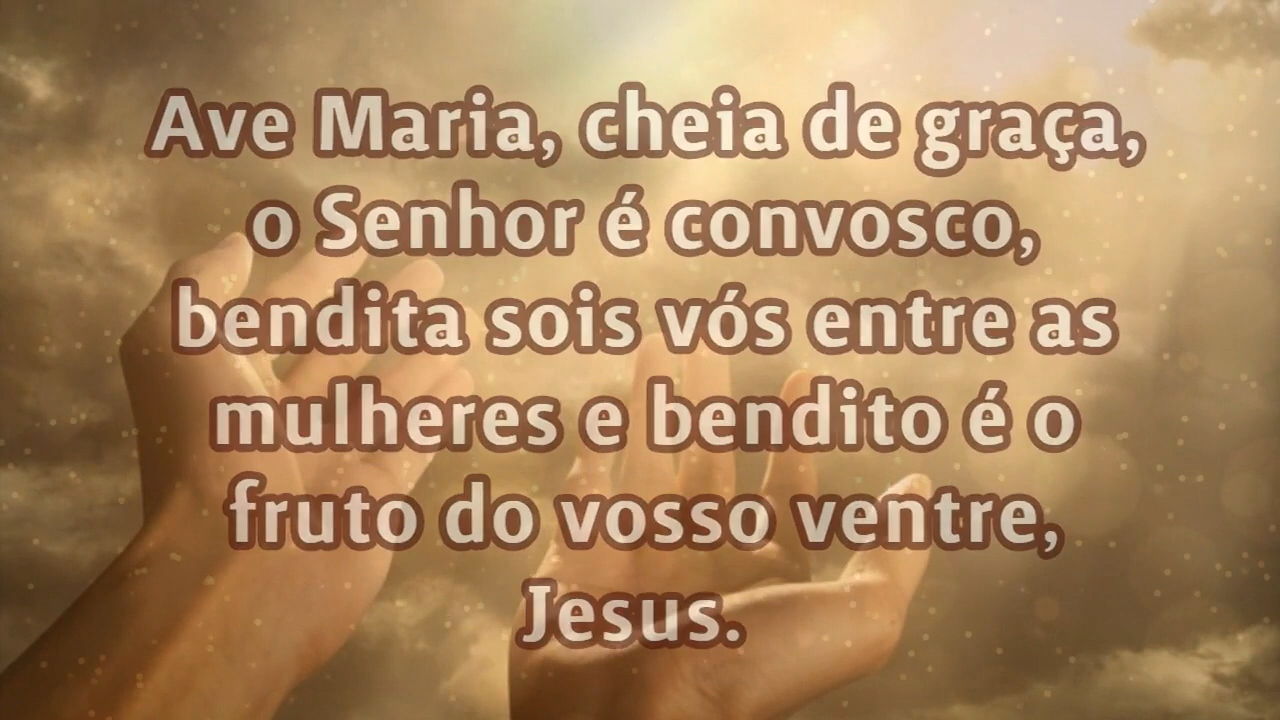 Ave Maria, cheia de graça,
o Senhor é convosco,
bendita sois vós entre as
mulheres e bendito é o
fruto do vosso ventre,
Jesus.